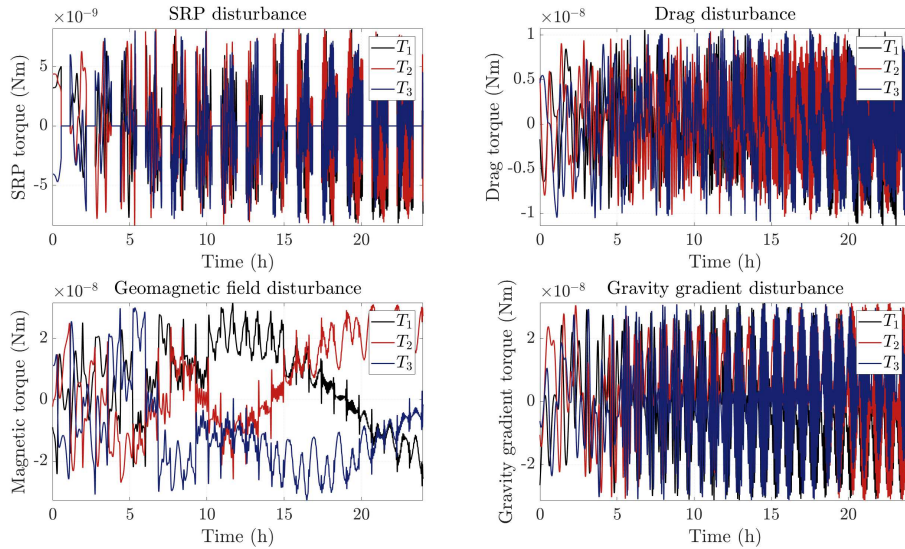 SRP disturbance
×10⁻⁹
SRP torque (Nm)
5
0
-5
T₁
T₂
T₃
0 5 10 15 20
Time (h)
Drag disturbance
×10⁻⁸
Drag torque (Nm)
1
0.5
0
-0.5
-1
T₁
T₂
T₃
0 5 10 15 20
Time (h)
Geomagnetic field disturbance
×10⁻⁸
Magnetic torque (Nm)
2
0
-2
T₁
T₂
T₃
0 5 10 15 20
Time (h)
Gravity gradient disturbance
×10⁻⁸
Gravity gradient torque (Nm)
2
0
-2
T₁
T₂
T₃
0 5 10 15 20
Time (h)